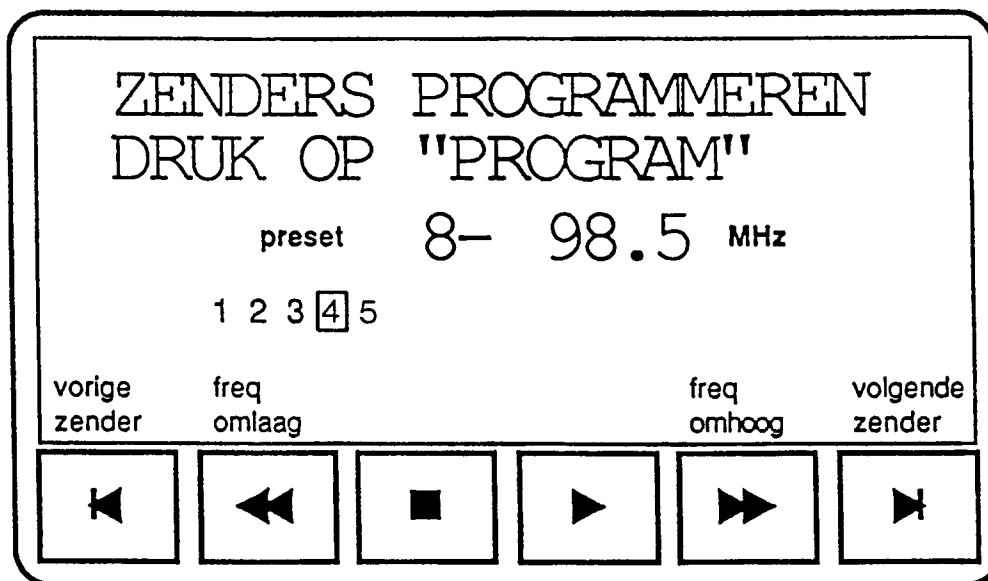 ZENDERS PROGRAMMEREN
DRUK OP "PROGRAM"
preset 8- 98.5 MHz
1 2 3 4 5
vorige zender
freq omlaag
freq omhoog
volgende zender